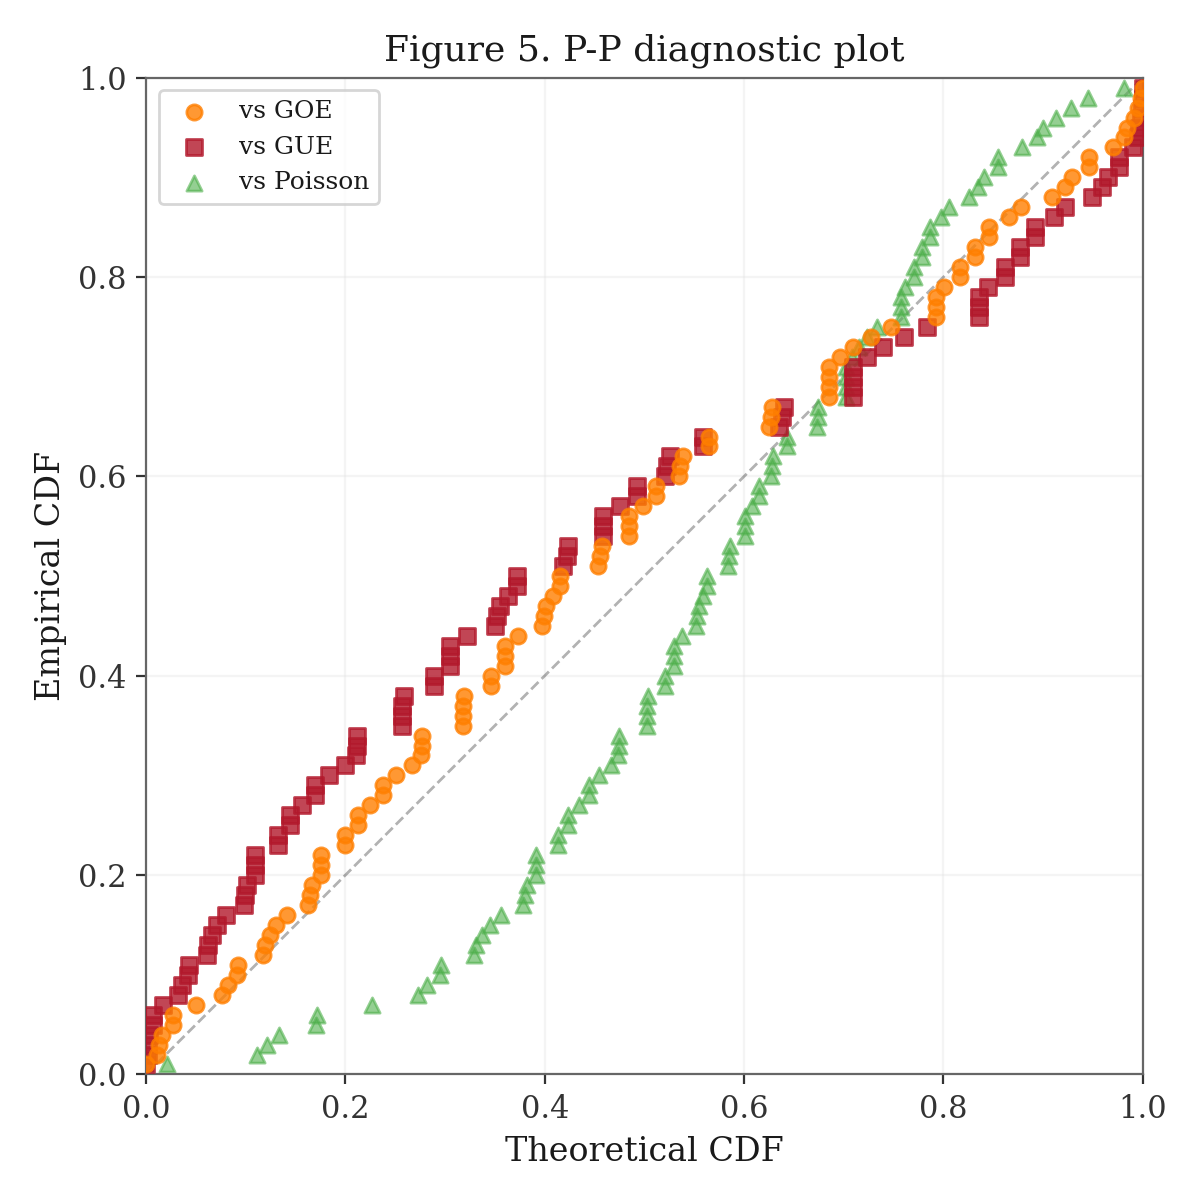 Figure 5. P-P diagnostic plot
vs GOE
vs GUE
vs Poisson
1.0
0.8
0.6
0.4
0.2
0.0
Empirical CDF
0.0 0.2 0.4 0.6 0.8 1.0
Theoretical CDF